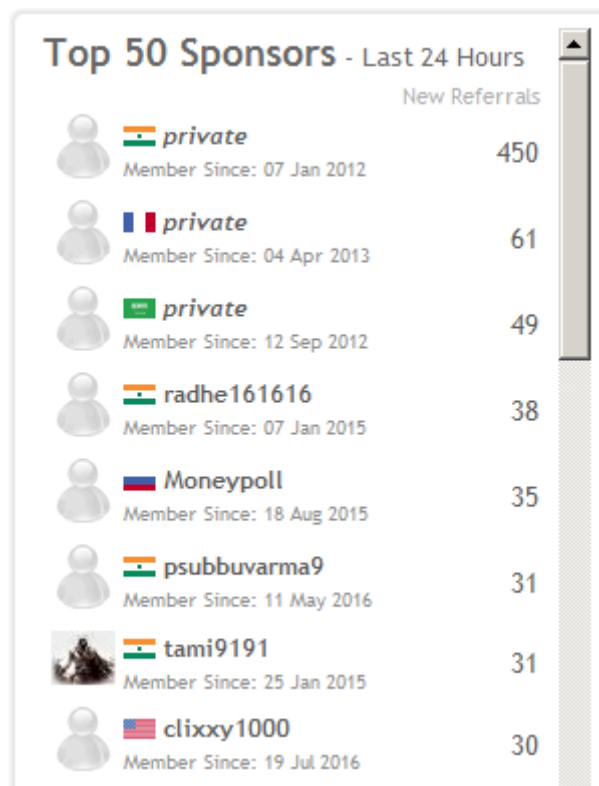 Top 50 Sponsors - Last 24 Hours
New Referrals
private 450
Member Since: 07 Jan 2012
private 61
Member Since: 04 Apr 2013
private 49
Member Since: 12 Sep 2012
radhe161616 38
Member Since: 07 Jan 2015
Moneypoll 35
Member Since: 18 Aug 2015
psubbuvarma9 31
Member Since: 11 May 2016
tami9191 31
Member Since: 25 Jan 2015
clixxy1000 30
Member Since: 19 Jul 2016